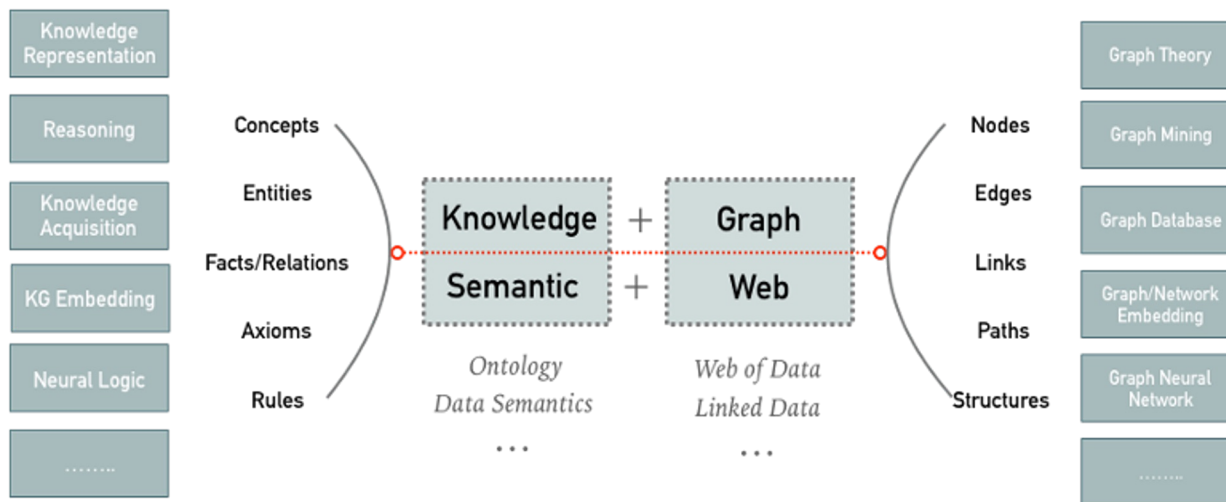 Knowledge
Representation
Reasoning
Knowledge
Acquisition
KG Embedding
Neural Logic
……..
Concepts
Entities
Facts/Relations
Axioms
Rules
Knowledge + Graph
Semantic + Web
Ontology
Data Semantics
...
Web of Data
Linked Data
...
Nodes
Edges
Links
Paths
Structures
Graph Theory
Graph Mining
Graph Database
Graph/Network
Embedding
Graph Neural
Network
……..